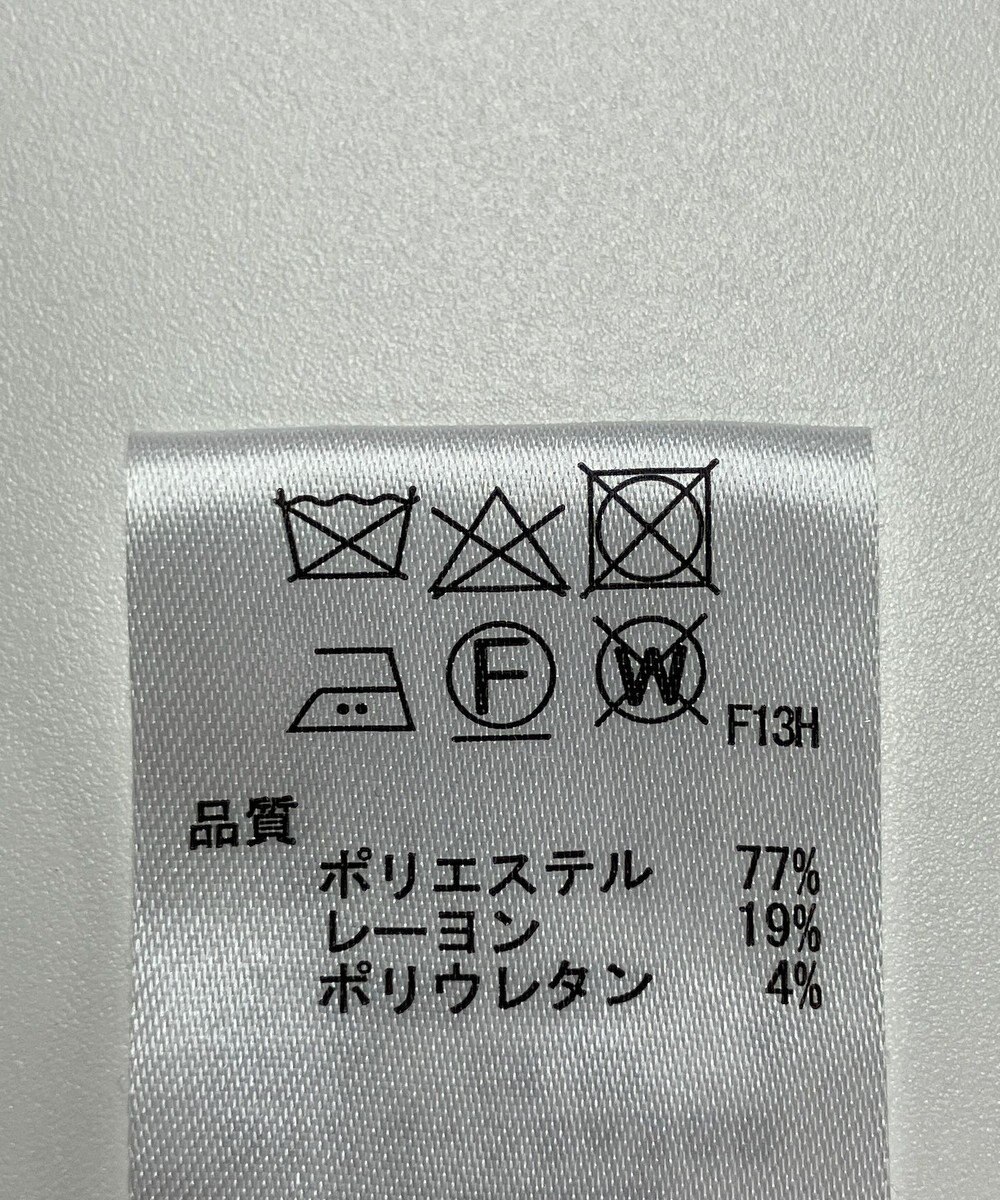 F W F13H
品質
ポリエステル 77%
レーヨン 19%
ポリウレタン 4%